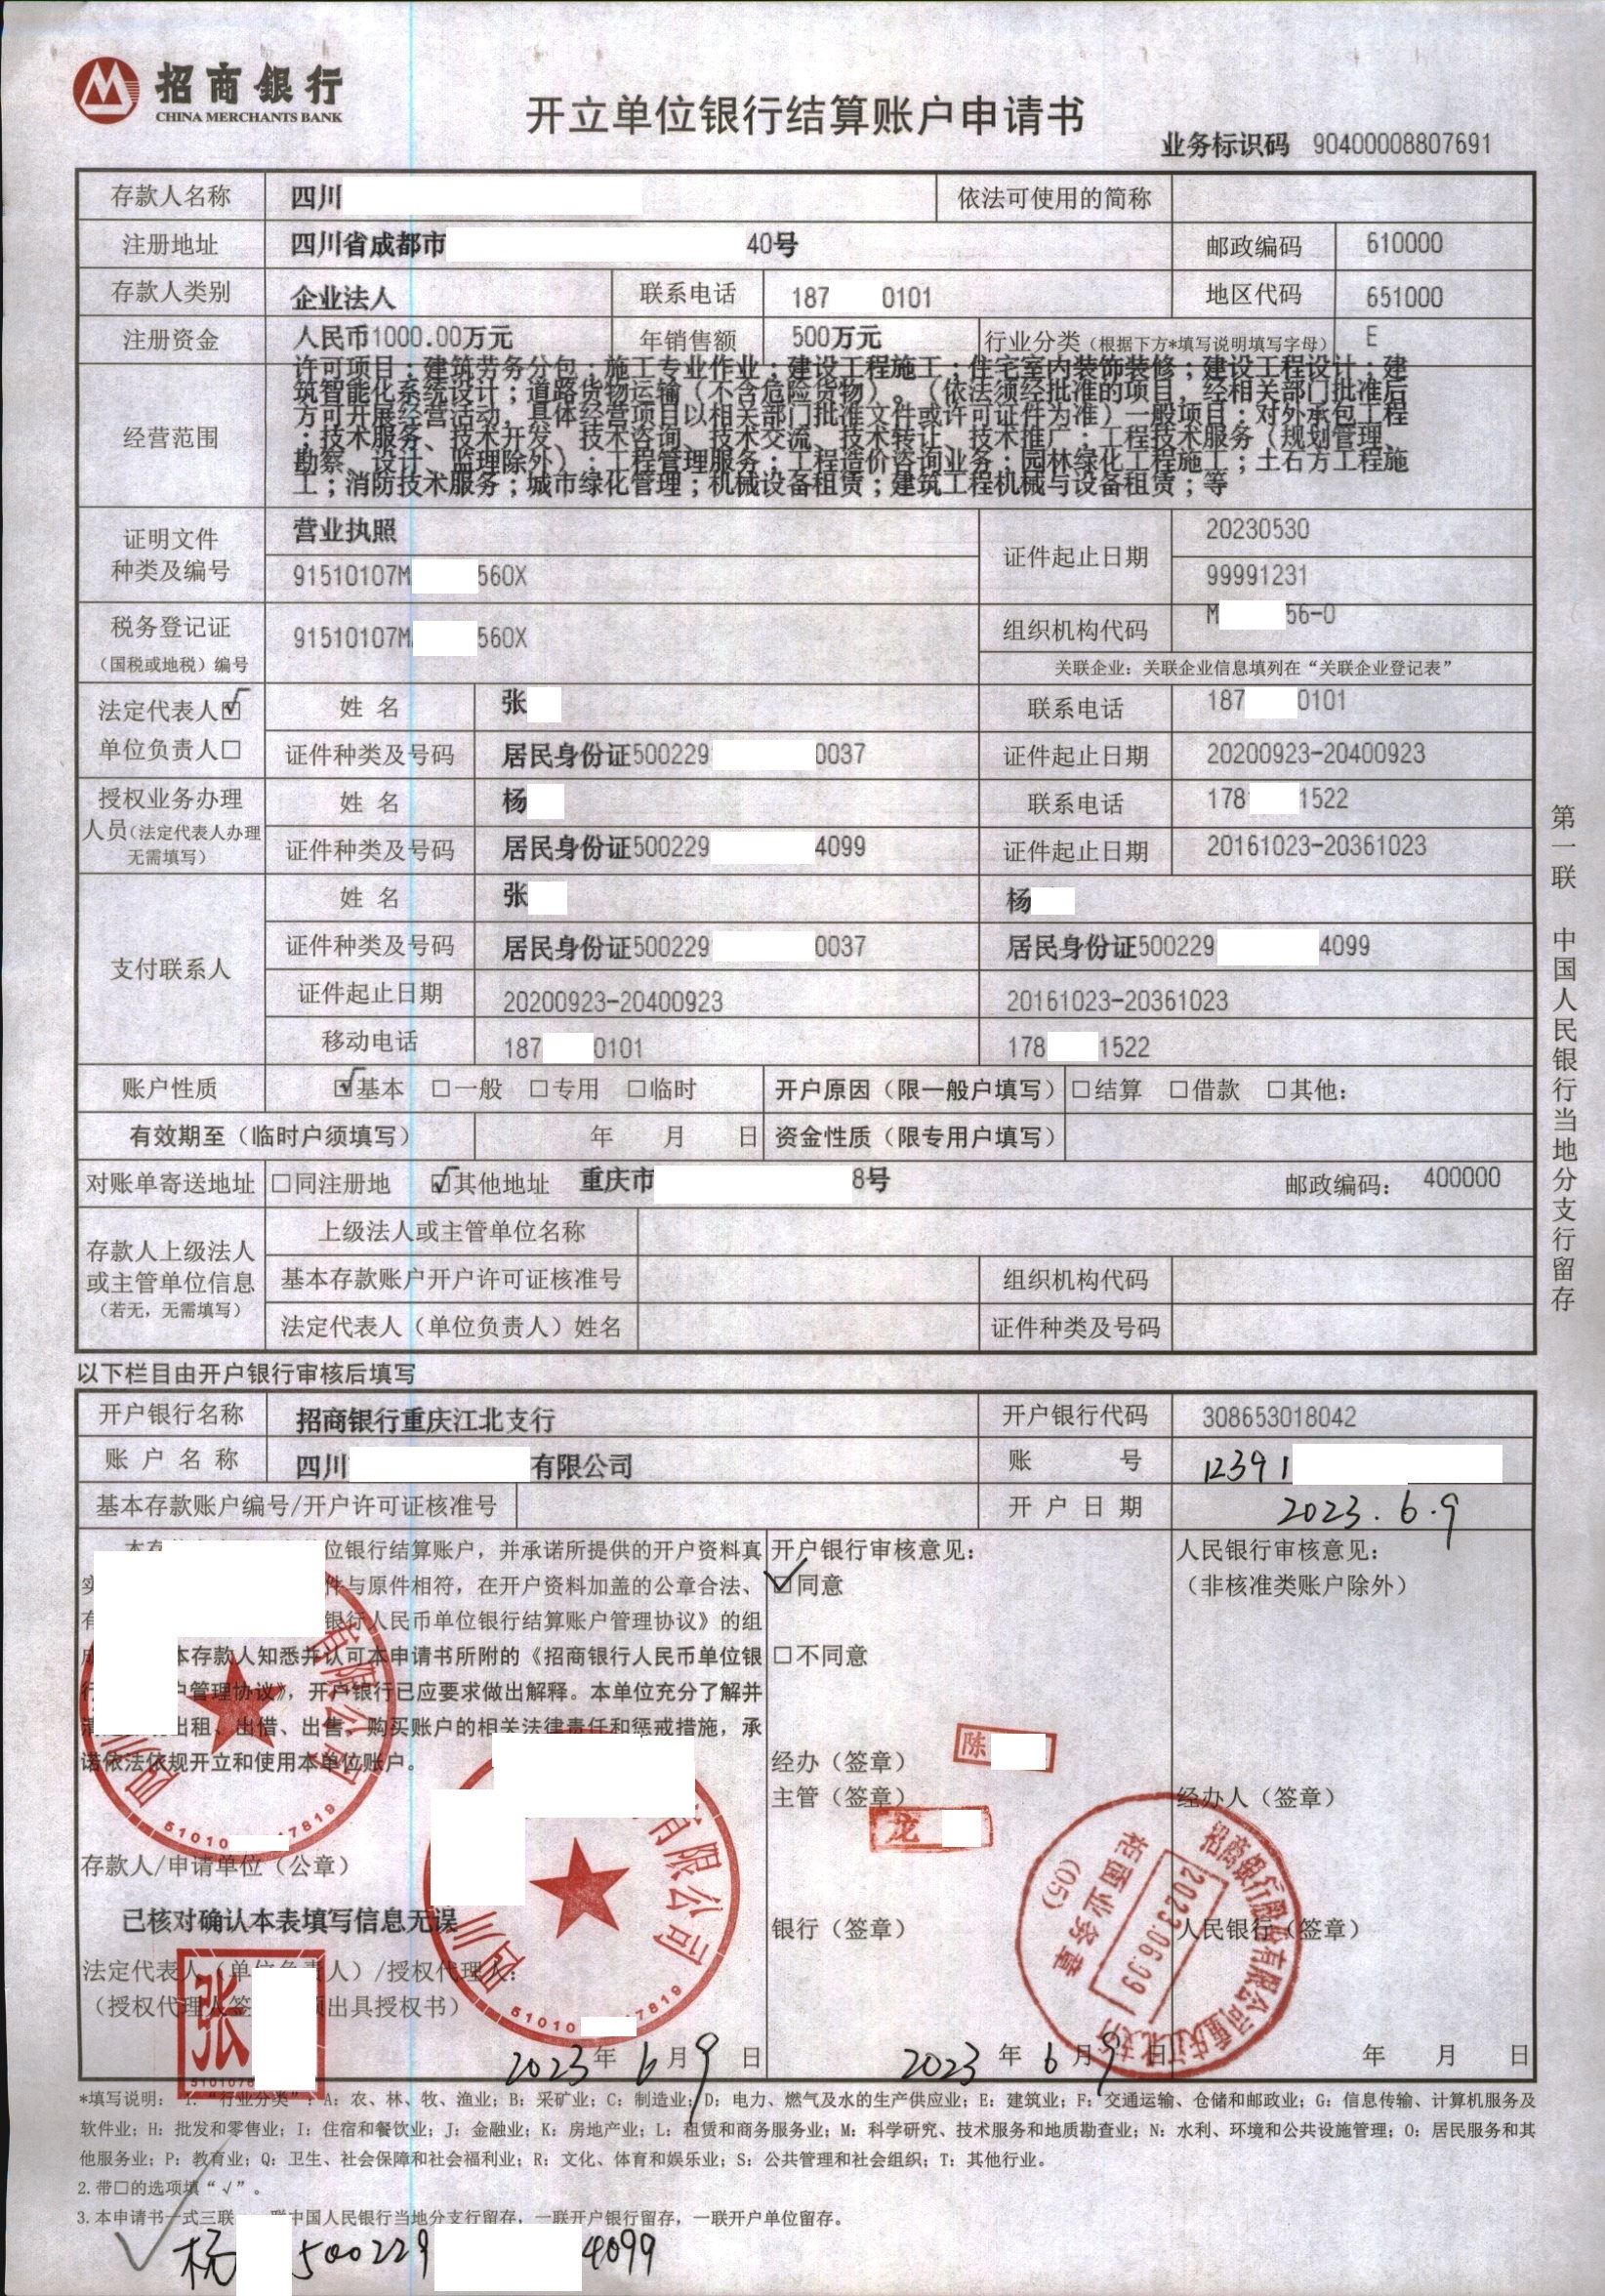 招商银行
CHINA MERCHANTS BANK
开立单位银行结算账户申请书
业务标识码 90400008807691
存款人名称 四川 依法可使用的简称
注册地址 四川省成都市 40号 邮政编码 610000
存款人类别 企业法人 联系电话 187 0101 地区代码 651000
注册资金 人民币1000.00万元 年销售额 500万元 行业分类（根据下方*填写说明填写字母） E
经营范围
许可项目：建筑劳务分包；施工专业作业；建设工程施工；住宅室内装饰装修；建设工程设计；建
筑智能化系统设计；道路货物运输（不含危险货物）。（依法须经批准的项目，经相关部门批准后
方可开展经营活动，具体经营项目以相关部门批准文件或许可证件为准）一般项目：对外承包工程
；技术服务、技术开发、技术咨询、技术交流、技术转让、技术推广；工程技术服务（规划管理、
勘察、设计、监理除外）；工程管理服务；工程造价咨询业务；园林绿化工程施工；土石方工程施
工；消防技术服务；城市绿化管理；机械设备租赁；建筑工程机械与设备租赁；等
证明文件
种类及编号
营业执照 证件起止日期 20230530
91510107M 560X 99991231
税务登记证
（国税或地税）编号
91510107M 560X 组织机构代码 M 56-0
关联企业：关联企业信息填列在“关联企业登记表”
法定代表人☑ 姓 名 张 联系电话 187 0101
单位负责人□ 证件种类及号码 居民身份证500229 0037 证件起止日期 20200923-20400923
授权业务办理
人员（法定代表人办理
无需填写）
姓 名 杨 联系电话 178 1522
证件种类及号码 居民身份证500229 4099 证件起止日期 20161023-20361023
支付联系人
姓 名 张 杨
证件种类及号码 居民身份证500229 0037 居民身份证500229 4099
证件起止日期 20200923-20400923 20161023-20361023
移动电话 187 0101 178 1522
账户性质 ☑基本 □一般 □专用 □临时 开户原因（限一般户填写） □结算 □借款 □其他：
有效期至（临时户须填写） 年 月 日 资金性质（限专用户填写）
对账单寄送地址 □同注册地 ☑其他地址 重庆市 8号 邮政编码： 400000
存款人上级法人
或主管单位信息
（若无，无需填写）
上级法人或主管单位名称
基本存款账户开户许可证核准号 组织机构代码
法定代表人（单位负责人）姓名 证件种类及号码
第一联 中国人民银行当地分支行留存
以下栏目由开户银行审核后填写
开户银行名称 招商银行重庆江北支行 开户银行代码 308653018042
账 户 名 称 四川 有限公司 账 号 12391
基本存款账户编号/开户许可证核准号 开 户 日 期 2023.6.9
位银行结算账户，并承诺所提供的开户资料真
件与原件相符，在开户资料加盖的公章合法、
银行人民币单位银行结算账户管理协议》的组
本存款人知悉并认可本申请书所附的《招商银行人民币单位银
户管理协议》，开户银行已应要求做出解释。本单位充分了解并
出租、出借、出售、购买账户的相关法律责任和惩戒措施，承
诺依法依规开立和使用本单位账户。
四川 有限公司
51010 17819
存款人/申请单位（公章）
已核对确认本表填写信息无误
四川 有限公司
51010 17819
法定代表人（单位负责人）/授权代理人：
（授权代理人签 出具授权书）
张
5101078
2023年6月9日
开户银行审核意见：
☑同意
□不同意
经办（签章） 陈
主管（签章） 龙
银行（签章）
招商银行股份有限公司重庆江北支行
2023.06.09
柜面业务章
(05)
2023年6月9日
人民银行审核意见：
（非核准类账户除外）
经办人（签章）
人民银行（签章）
年 月 日
*填写说明： 1. “行业分类”：A：农、林、牧、渔业；B：采矿业；C：制造业；D：电力、燃气及水的生产供应业；E：建筑业；F：交通运输、仓储和邮政业；G：信息传输、计算机服务及
软件业；H：批发和零售业；I：住宿和餐饮业；J：金融业；K：房地产业；L：租赁和商务服务业；M：科学研究、技术服务和地质勘查业；N：水利、环境和公共设施管理；O：居民服务和其
他服务业；P：教育业；Q：卫生、社会保障和社会福利业；R：文化、体育和娱乐业；S：公共管理和社会组织；T：其他行业。
2.带□的选项填“√”。
3.本申请书一式三联 联中国人民银行当地分支行留存，一联开户银行留存，一联开户单位留存。
杨 500229 4099